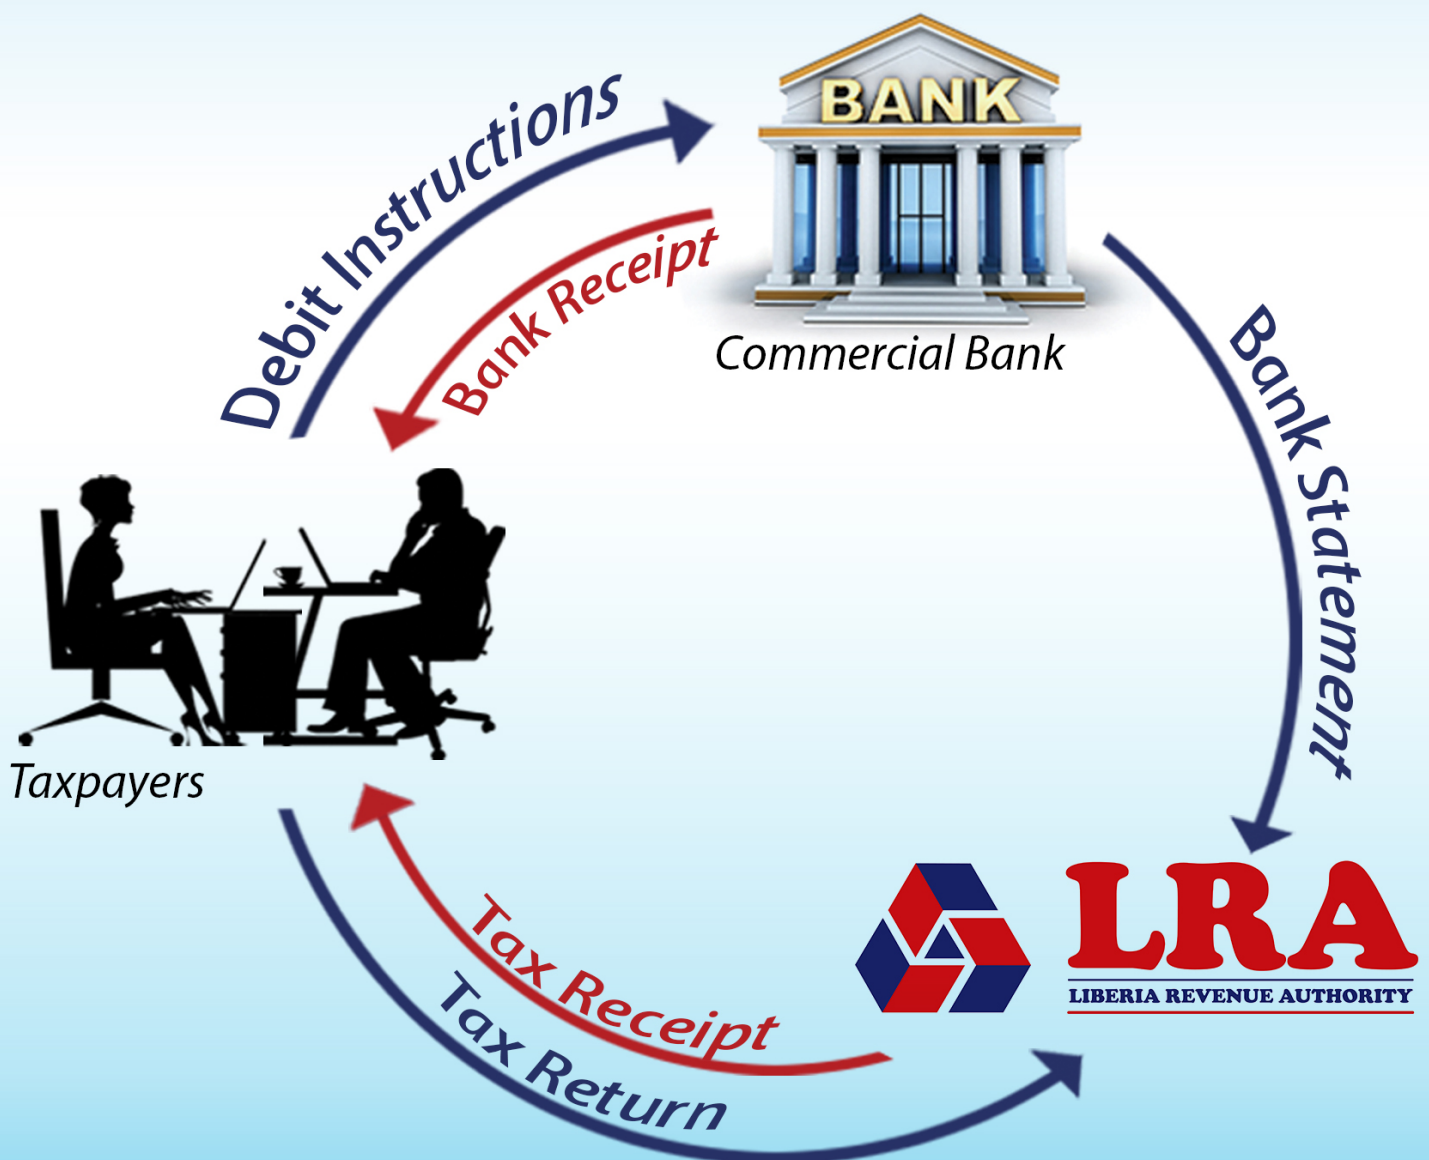 BANK
Debit Instructions
Bank Receipt
Commercial Bank
Bank Statement
Taxpayers
LRA
LIBERIA REVENUE AUTHORITY
Tax Receipt
Tax Return